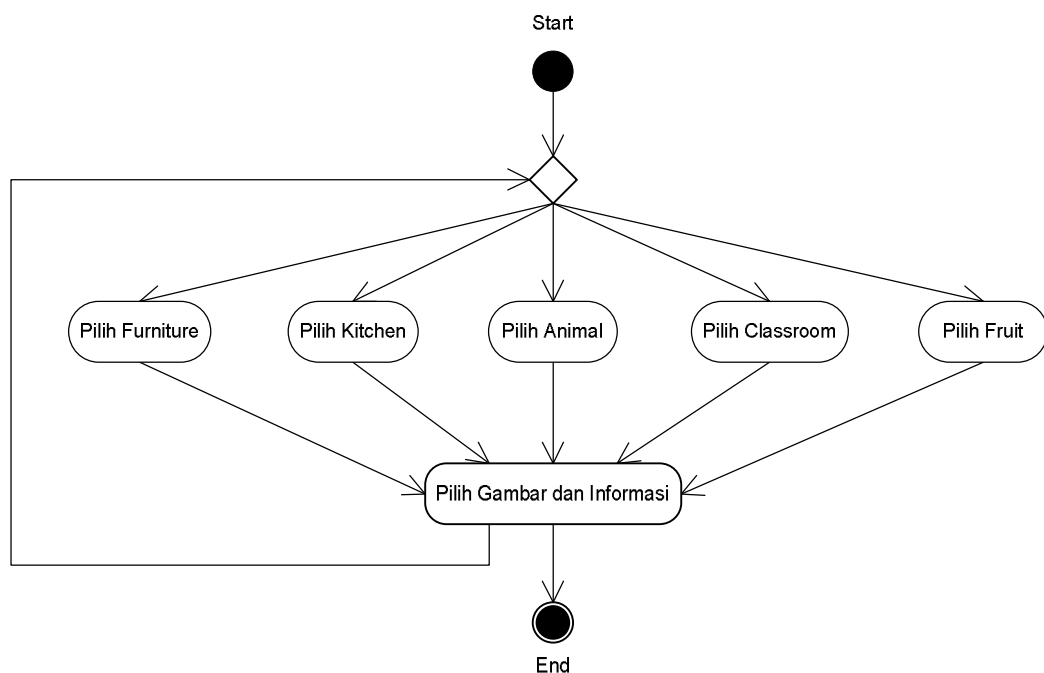 Start
Pilih Furniture
Pilih Kitchen
Pilih Animal
Pilih Classroom
Pilih Fruit
Pilih Gambar dan Informasi
End